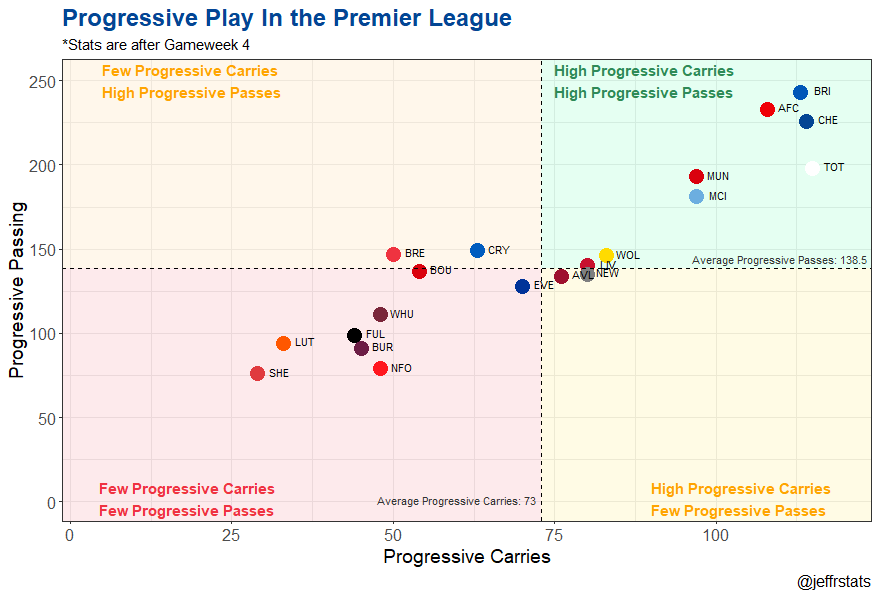 Progressive Play In the Premier League
*Stats are after Gameweek 4
Few Progressive Carries
High Progressive Passes
High Progressive Carries
High Progressive Passes
250
200
150
100
50
0
Progressive Passing
BRI
AFC
CHE
TOT
MUN
MCI
BRE
CRY
WOL
Average Progressive Passes: 138.5
BOU
LIV
NEW
AVL
EVE
WHU
FUL
LUT
BUR
NFO
SHE
Few Progressive Carries
Few Progressive Passes
Average Progressive Carries: 73
High Progressive Carries
Few Progressive Passes
0
25
50
75
100
Progressive Carries
@jeffrstats